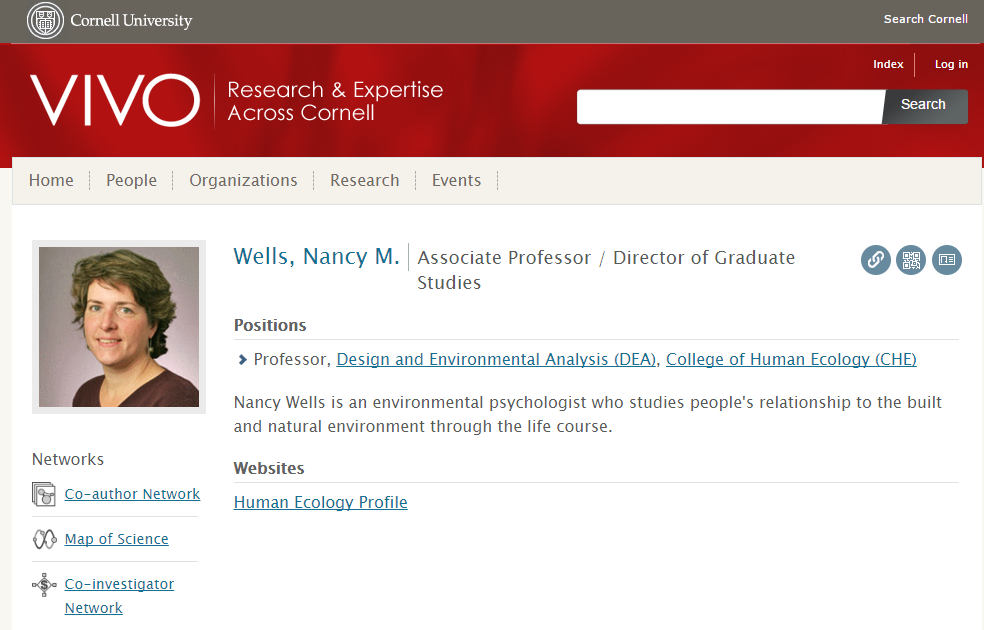 Cornell University
Search Cornell
Index
Log in
VIVO
Research & Expertise
Across Cornell
Search
Home
People
Organizations
Research
Events
Wells, Nancy M.
Associate Professor / Director of Graduate
Studies
Positions
Professor, Design and Environmental Analysis (DEA), College of Human Ecology (CHE)
Nancy Wells is an environmental psychologist who studies people's relationship to the built
and natural environment through the life course.
Websites
Human Ecology Profile
Networks
Co-author Network
Map of Science
Co-investigator
Network